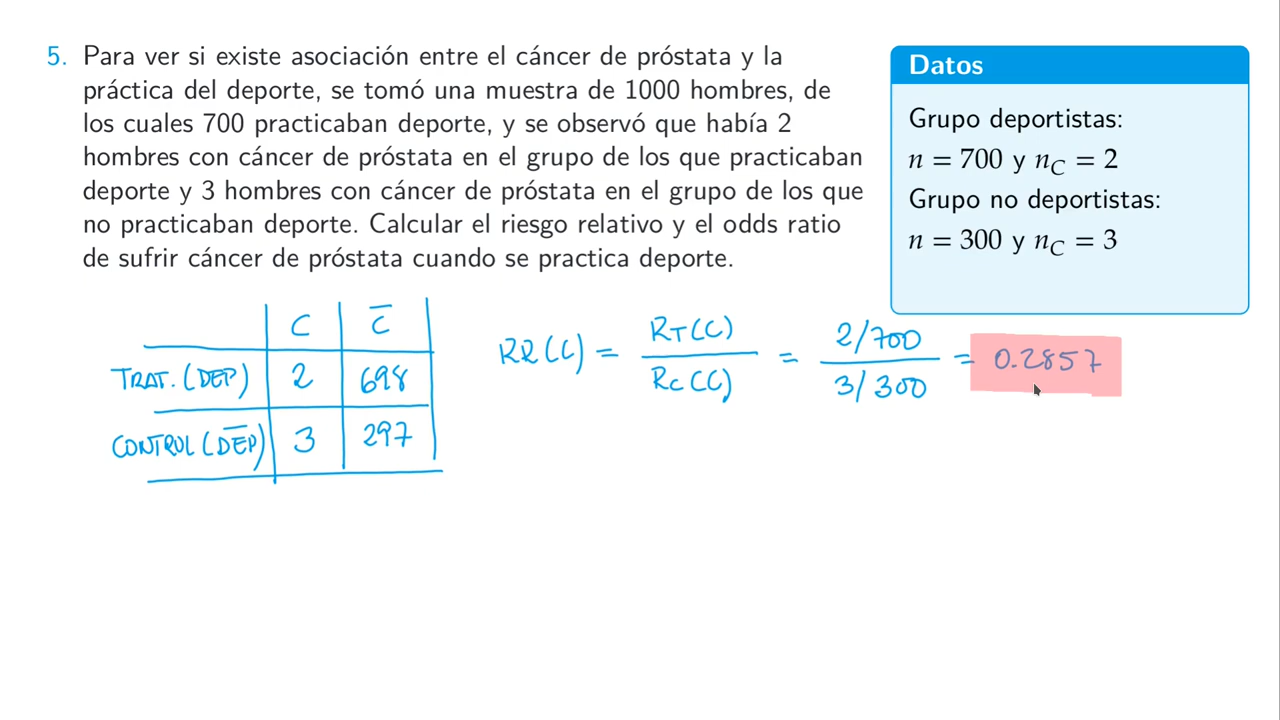 5. Para ver si existe asociación entre el cáncer de próstata y la
práctica del deporte, se tomó una muestra de 1000 hombres, de
los cuales 700 practicaban deporte, y se observó que había 2
hombres con cáncer de próstata en el grupo de los que practicaban
deporte y 3 hombres con cáncer de próstata en el grupo de los que
no practicaban deporte. Calcular el riesgo relativo y el odds ratio
de sufrir cáncer de próstata cuando se practica deporte.
Datos
Grupo deportistas:
n = 700 y n_C = 2
Grupo no deportistas:
n = 300 y n_C = 3
C C̅
TRAT. (DEP) 2 698
CONTROL (D̅E̅P̅) 3 297
RR(C) = R_T(C) / R_C(C) = 2/700 / 3/300 = 0.2857